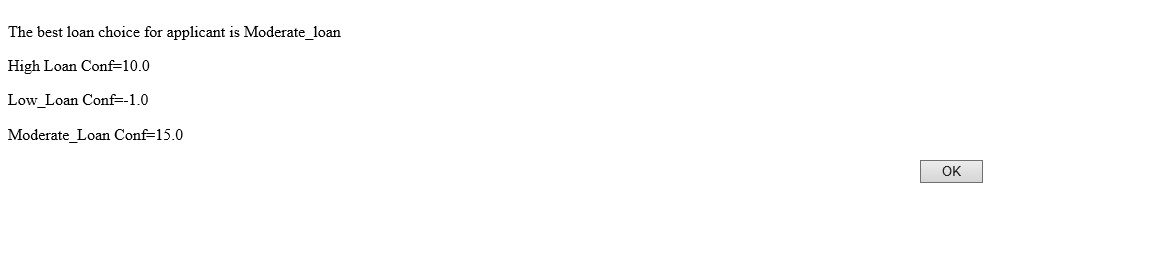 The best loan choice for applicant is Moderate_loan
High Loan Conf=10.0
Low_Loan Conf=-1.0
Moderate_Loan Conf=15.0
OK